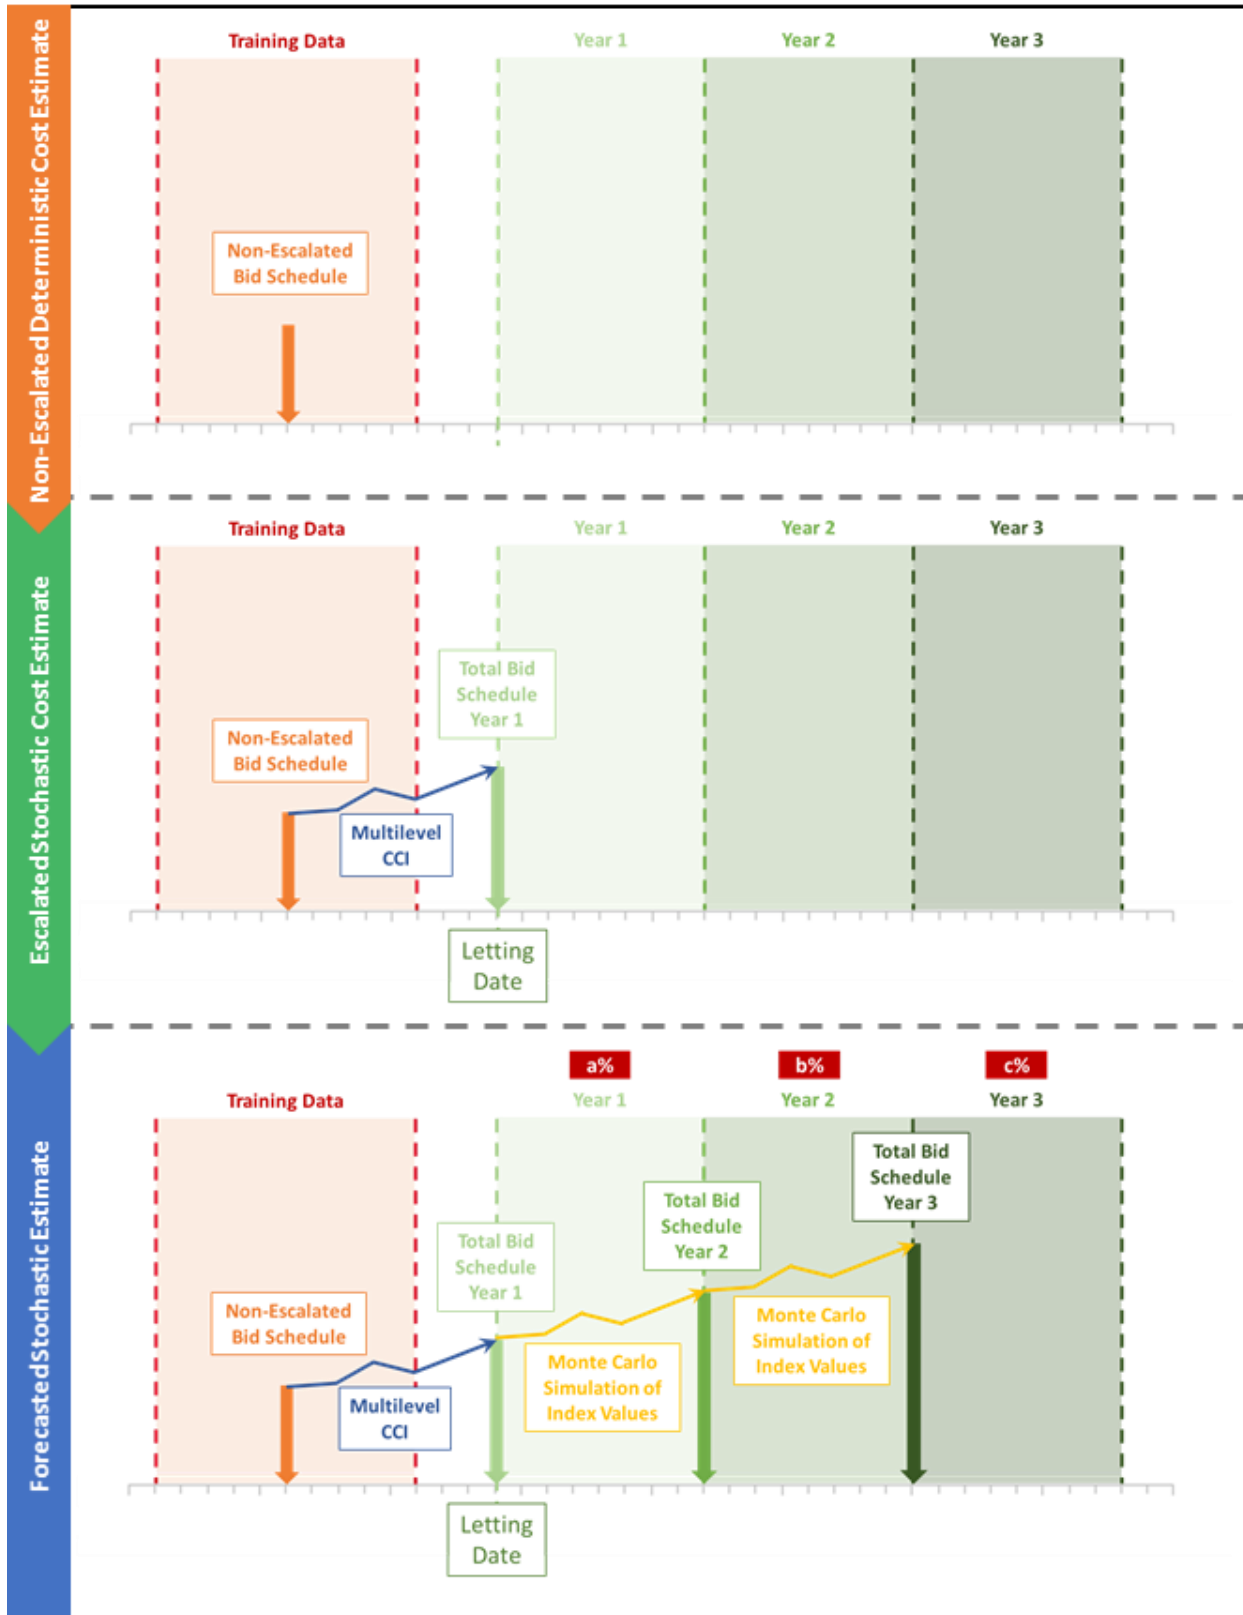 Non-Escalated Deterministic Cost Estimate
Training Data
Year 1
Year 2
Year 3
Non-Escalated
Bid Schedule
Escalated Stochastic Cost Estimate
Training Data
Year 1
Year 2
Year 3
Total Bid
Schedule
Year 1
Non-Escalated
Bid Schedule
Multilevel
CCI
Letting
Date
Forecasted Stochastic Estimate
a%
b%
c%
Training Data
Year 1
Year 2
Year 3
Total Bid
Schedule
Year 3
Total Bid
Schedule
Year 2
Total Bid
Schedule
Year 1
Non-Escalated
Bid Schedule
Monte Carlo
Simulation of
Index Values
Monte Carlo
Simulation of
Index Values
Multilevel
CCI
Letting
Date